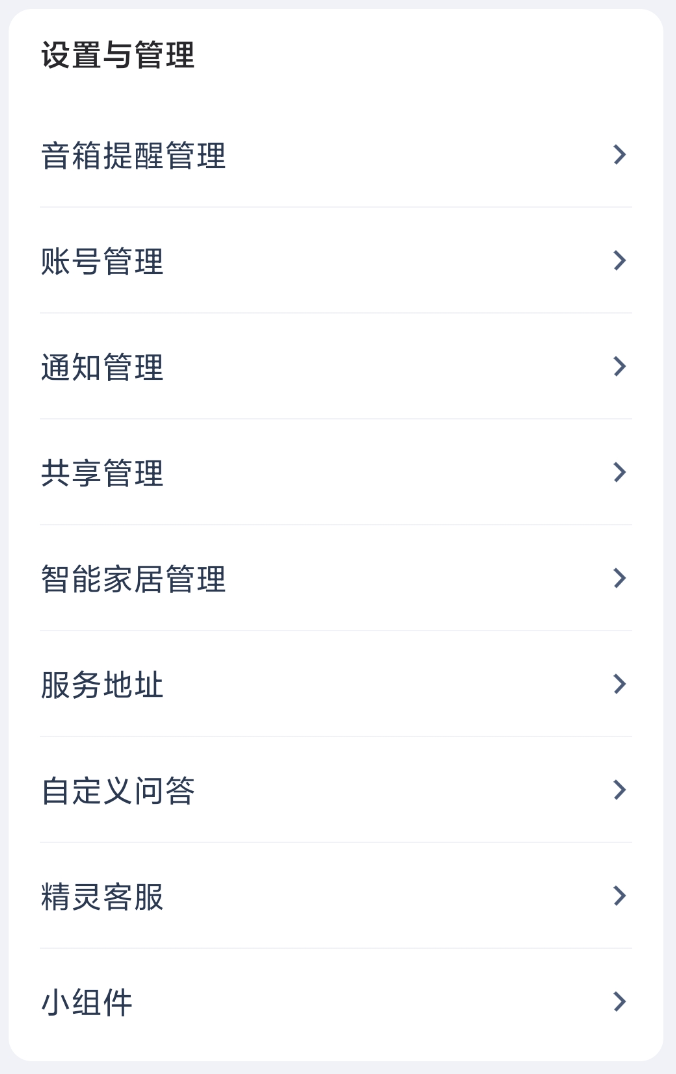 设置与管理
音箱提醒管理
账号管理
通知管理
共享管理
智能家居管理
服务地址
自定义问答
精灵客服
小组件